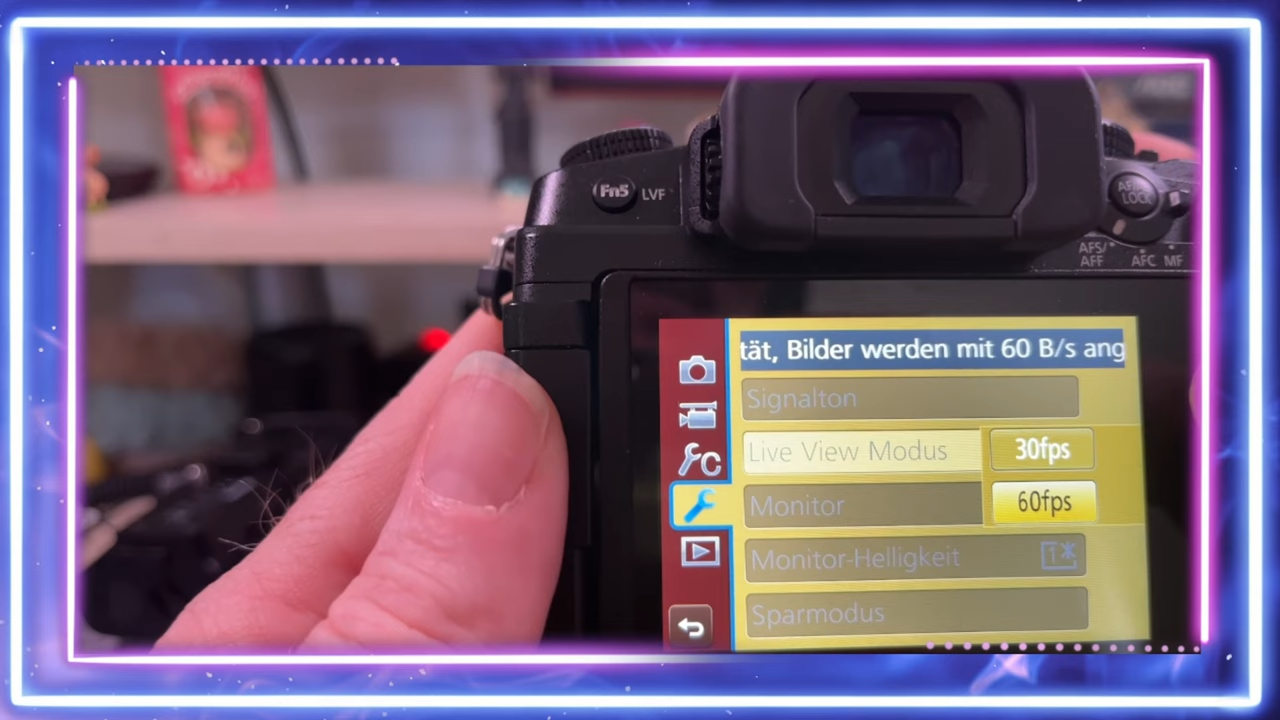 Fn5 LVF
AF/AE LOCK
AFS/ AFF AFC MF
tät, Bilder werden mit 60 B/s ang
Signalton
Live View Modus 30fps
Monitor 60fps
Monitor-Helligkeit 1
Sparmodus
C